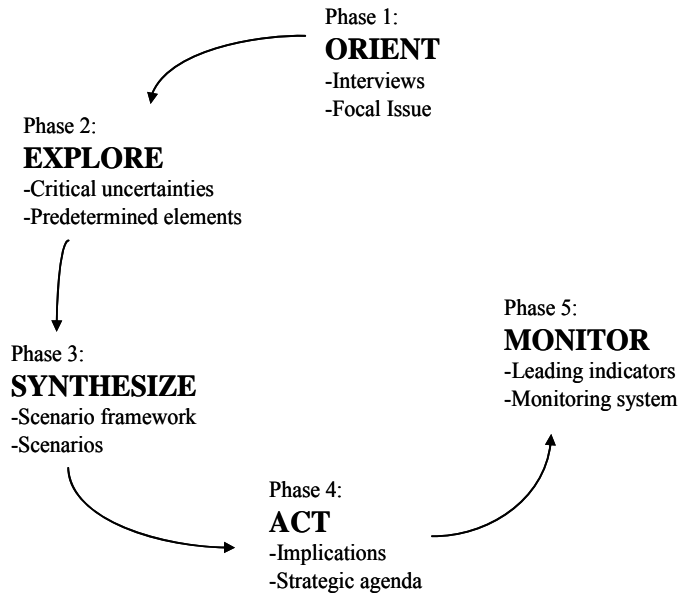 Phase 1:
ORIENT
-Interviews
-Focal Issue
Phase 2:
EXPLORE
-Critical uncertainties
-Predetermined elements
Phase 3:
SYNTHESIZE
-Scenario framework
-Scenarios
Phase 4:
ACT
-Implications
-Strategic agenda
Phase 5:
MONITOR
-Leading indicators
-Monitoring system